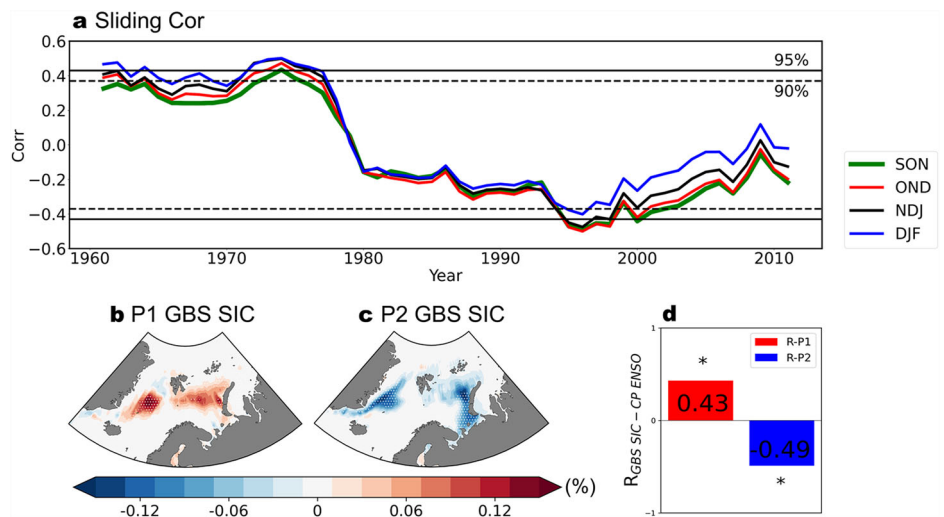 a Sliding Cor
0.6
0.4
0.2
0.0
−0.2
−0.4
−0.6
Corr
95%
90%
1960
1970
1980
1990
2000
2010
Year
SON
OND
NDJ
DJF
b P1 GBS SIC
c P2 GBS SIC
-0.12
-0.06
0
0.06
0.12
(%)
d
1
0
−1
R GBS SIC − CP ENSO
R-P1
R-P2
*
0.43
-0.49
*